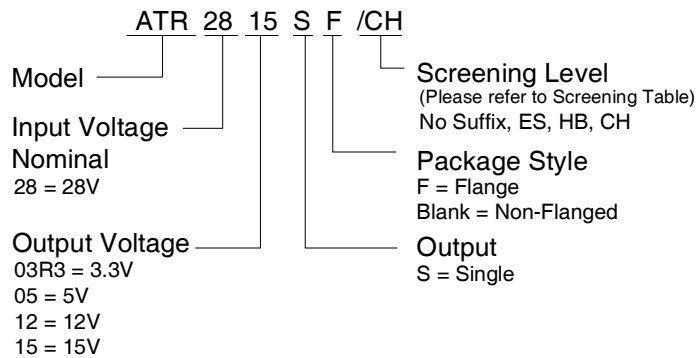 ATR 28 15 S F /CH
Model
Input Voltage
Nominal
28 = 28V
Output Voltage
03R3 = 3.3V
05 = 5V
12 = 12V
15 = 15V
Screening Level
(Please refer to Screening Table)
No Suffix, ES, HB, CH
Package Style
F = Flange
Blank = Non-Flanged
Output
S = Single